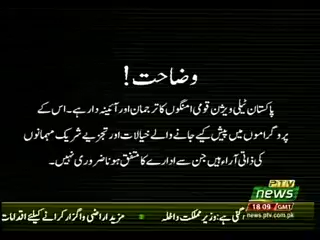 وضاحت!
پاکستان ٹیلی ویژن قومی امنگوں کا ترجمان اور آئینہ دار ہے۔ اس کے
پروگراموں میں پیش کیے جانے والے خیالات اور تجزیے شریک مہمانوں
کی ذاتی آراء ہیں جن سے ادارے کا متفق ہونا ضروری نہیں۔
PTV
news
18:09 GMT
www.ptv.com.pk
گئی ہے: وزیر مملکت داخلہ • مزید اراضی واگزار کرانے کیلئے اقدامات